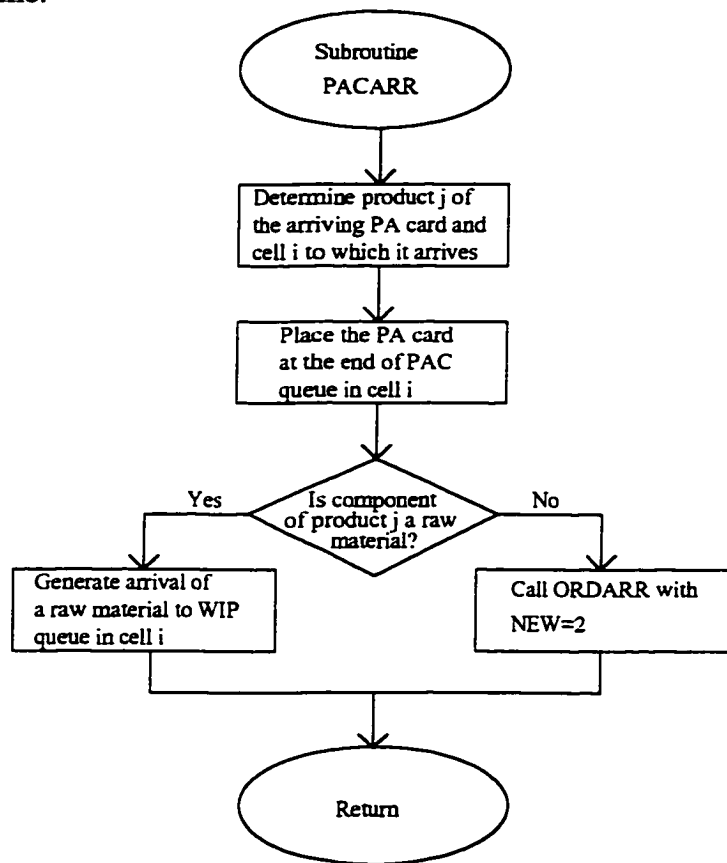 Subroutine
PACARR
Determine product j of
the arriving PA card and
cell i to which it arrives
Place the PA card
at the end of PAC
queue in cell i
Is component
of product j a raw
material?
Yes
No
Generate arrival of
a raw material to WIP
queue in cell i
Call ORDARR with
NEW=2
Return